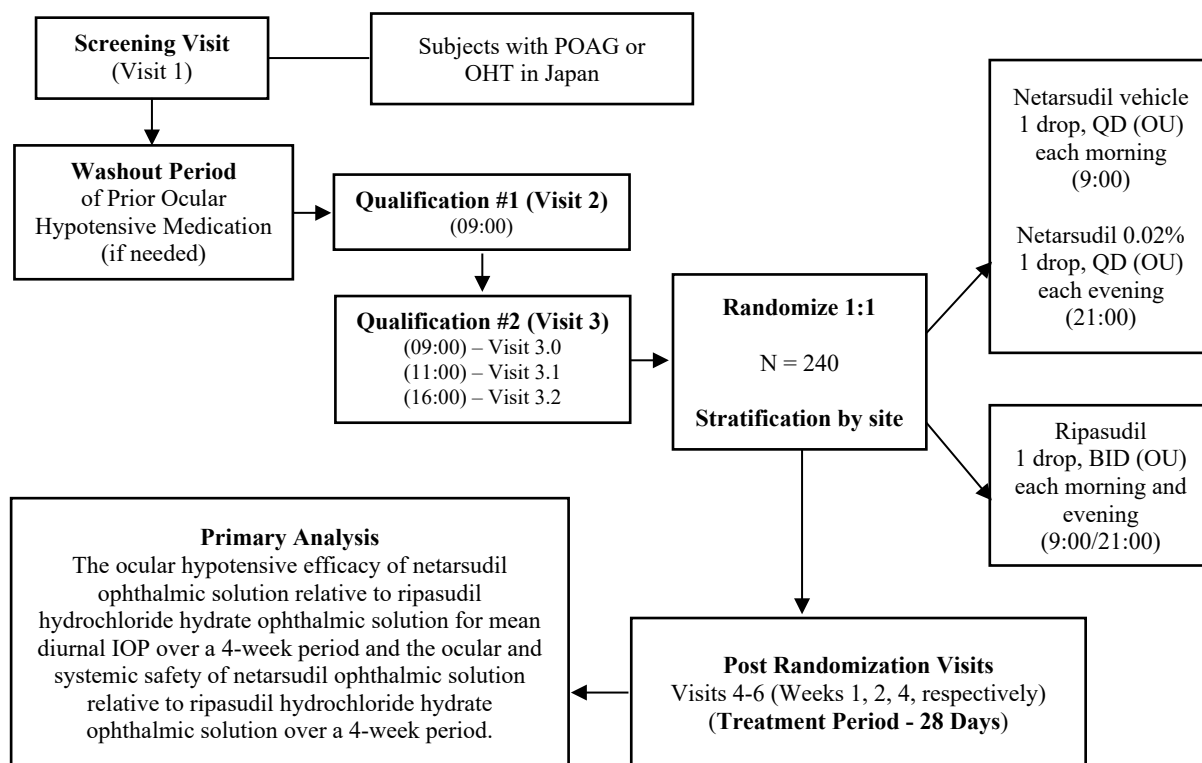 Screening Visit
(Visit 1)
Subjects with POAG or
OHT in Japan
Washout Period
of Prior Ocular
Hypotensive Medication
(if needed)
Qualification #1 (Visit 2)
(09:00)
Qualification #2 (Visit 3)
(09:00) – Visit 3.0
(11:00) – Visit 3.1
(16:00) – Visit 3.2
Randomize 1:1
N = 240
Stratification by site
Netarsudil vehicle
1 drop, QD (OU)
each morning
(9:00)
Netarsudil 0.02%
1 drop, QD (OU)
each evening
(21:00)
Ripasudil
1 drop, BID (OU)
each morning and
evening
(9:00/21:00)
Post Randomization Visits
Visits 4-6 (Weeks 1, 2, 4, respectively)
(Treatment Period - 28 Days)
Primary Analysis
The ocular hypotensive efficacy of netarsudil
ophthalmic solution relative to ripasudil
hydrochloride hydrate ophthalmic solution for mean
diurnal IOP over a 4-week period and the ocular and
systemic safety of netarsudil ophthalmic solution
relative to ripasudil hydrochloride hydrate
ophthalmic solution over a 4-week period.